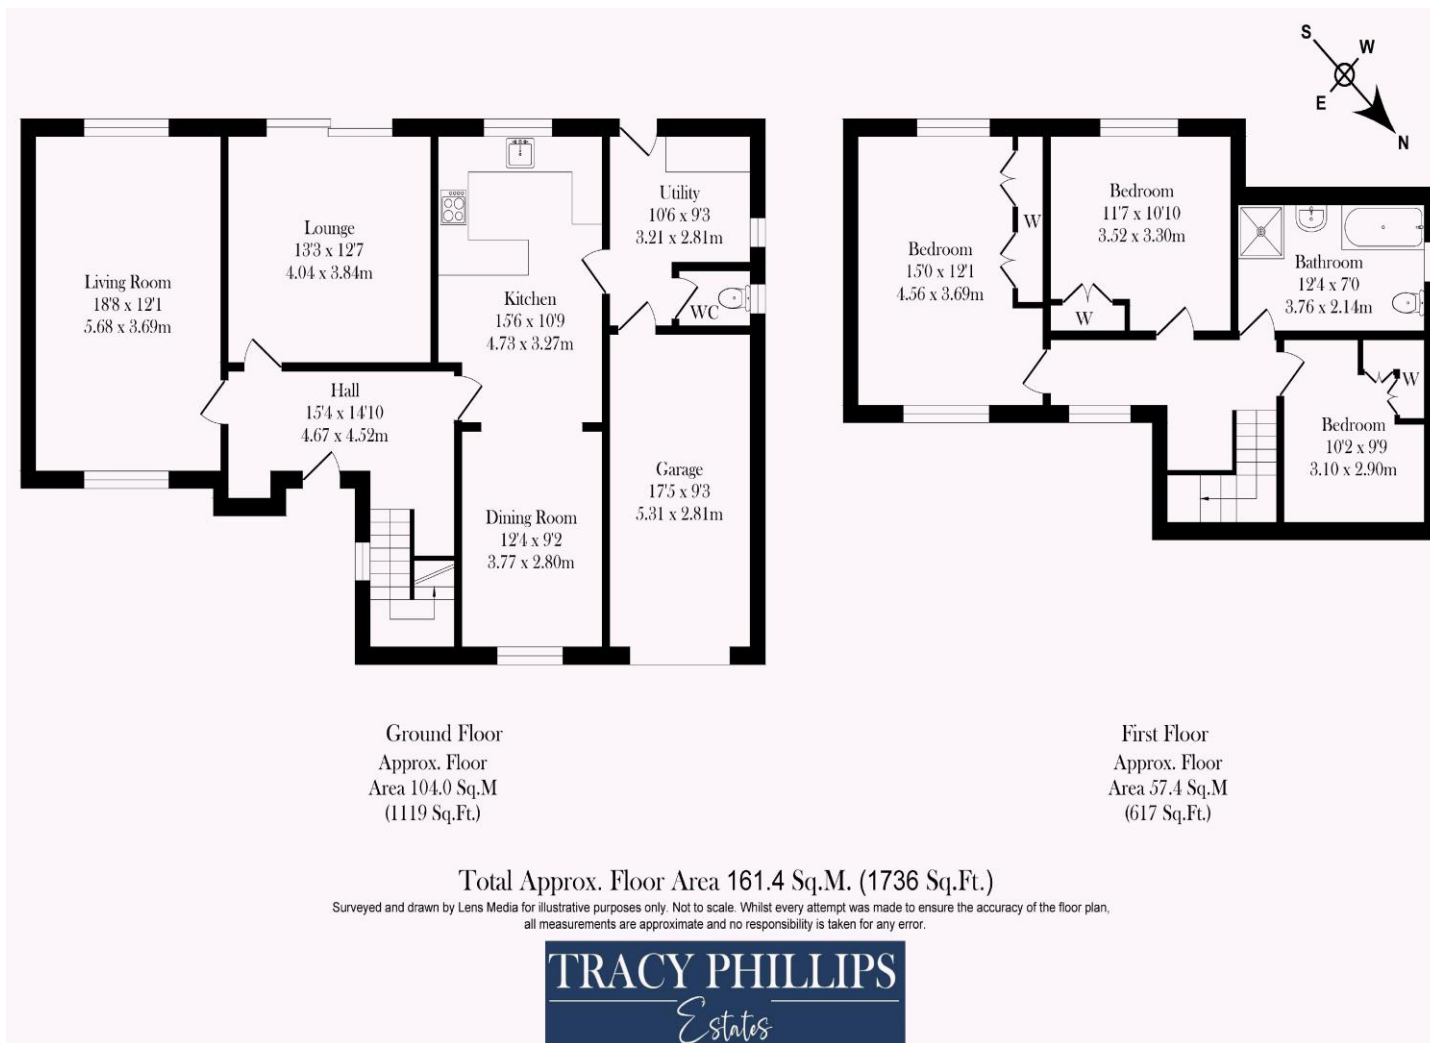 S
W
E
N
Living Room
18'8 x 12'1
5.68 x 3.69m
Lounge
13'3 x 12'7
4.04 x 3.84m
Kitchen
15'6 x 10'9
4.73 x 3.27m
Utility
10'6 x 9'3
3.21 x 2.81m
WC
Hall
15'4 x 14'10
4.67 x 4.52m
Dining Room
12'4 x 9'2
3.77 x 2.80m
Garage
17'5 x 9'3
5.31 x 2.81m
Bedroom
15'0 x 12'1
4.56 x 3.69m
W
Bedroom
11'7 x 10'10
3.52 x 3.30m
W
Bathroom
12'4 x 7'0
3.76 x 2.14m
W
Bedroom
10'2 x 9'9
3.10 x 2.90m
Ground Floor
Approx. Floor
Area 104.0 Sq.M
(1119 Sq.Ft.)
First Floor
Approx. Floor
Area 57.4 Sq.M
(617 Sq.Ft.)
Total Approx. Floor Area 161.4 Sq.M. (1736 Sq.Ft.)
Surveyed and drawn by Lens Media for illustrative purposes only. Not to scale. Whilst every attempt was made to ensure the accuracy of the floor plan,
all measurements are approximate and no responsibility is taken for any error.
TRACY PHILLIPS
Estates